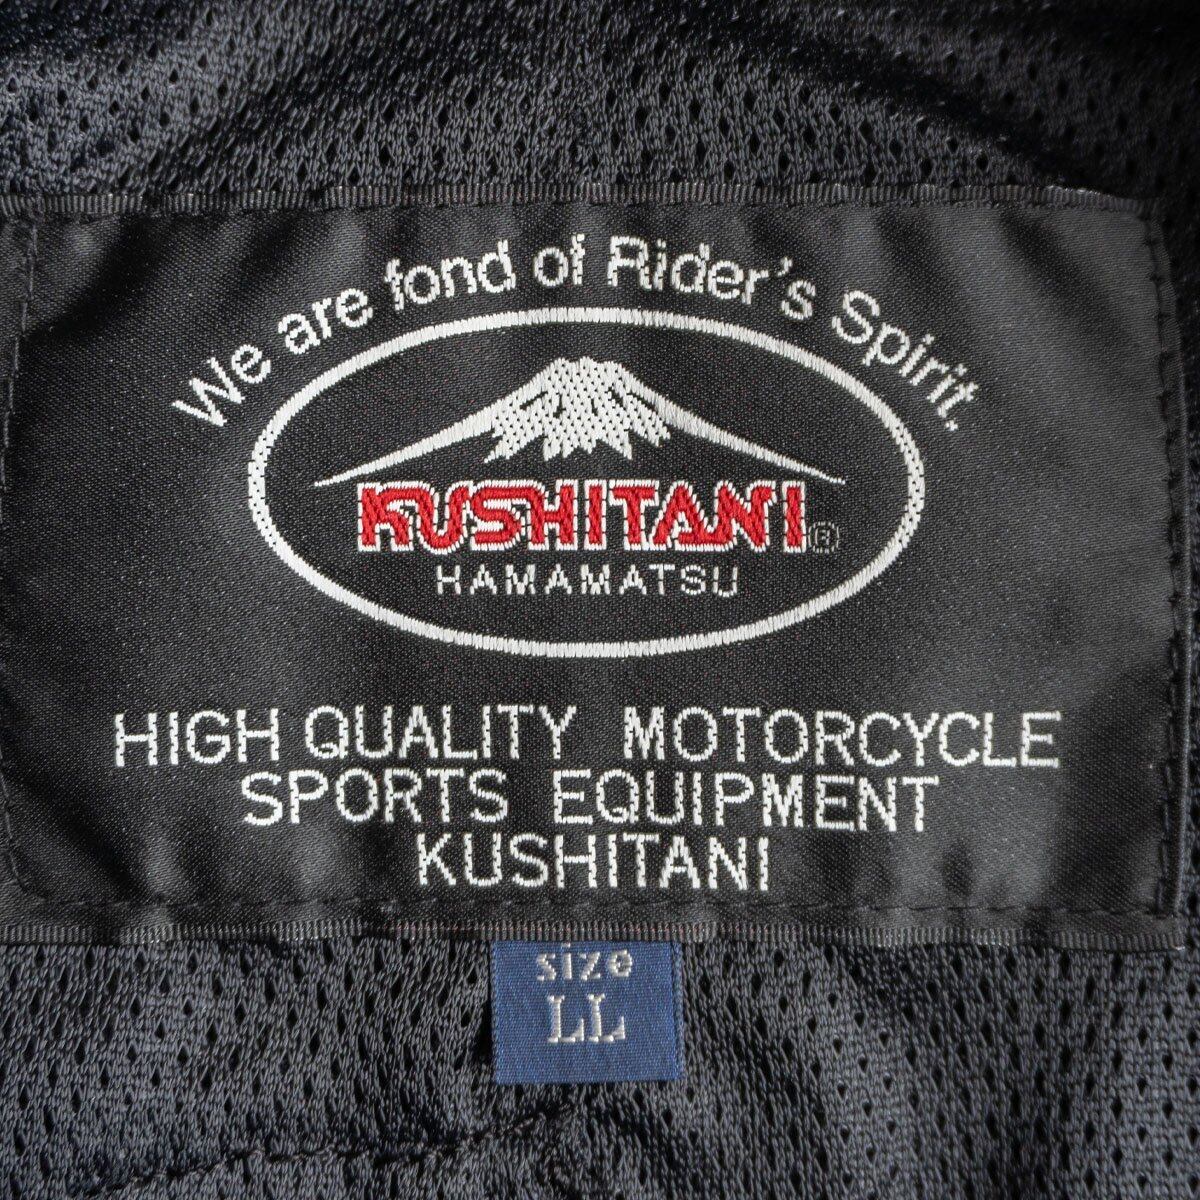 We are fond of Rider's Spirit.
KUSHITANI®
HAMAMATSU
HIGH QUALITY MOTORCYCLE
SPORTS EQUIPMENT
KUSHITANI
size
LL